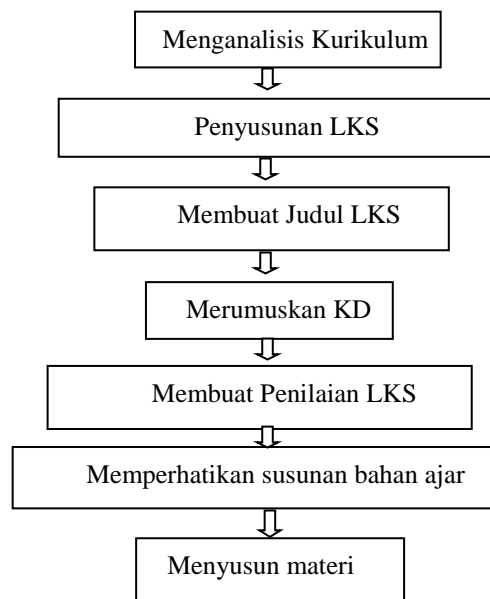 Menganalisis Kurikulum
Penyusunan LKS
Membuat Judul LKS
Merumuskan KD
Membuat Penilaian LKS
Memperhatikan susunan bahan ajar
Menyusun materi